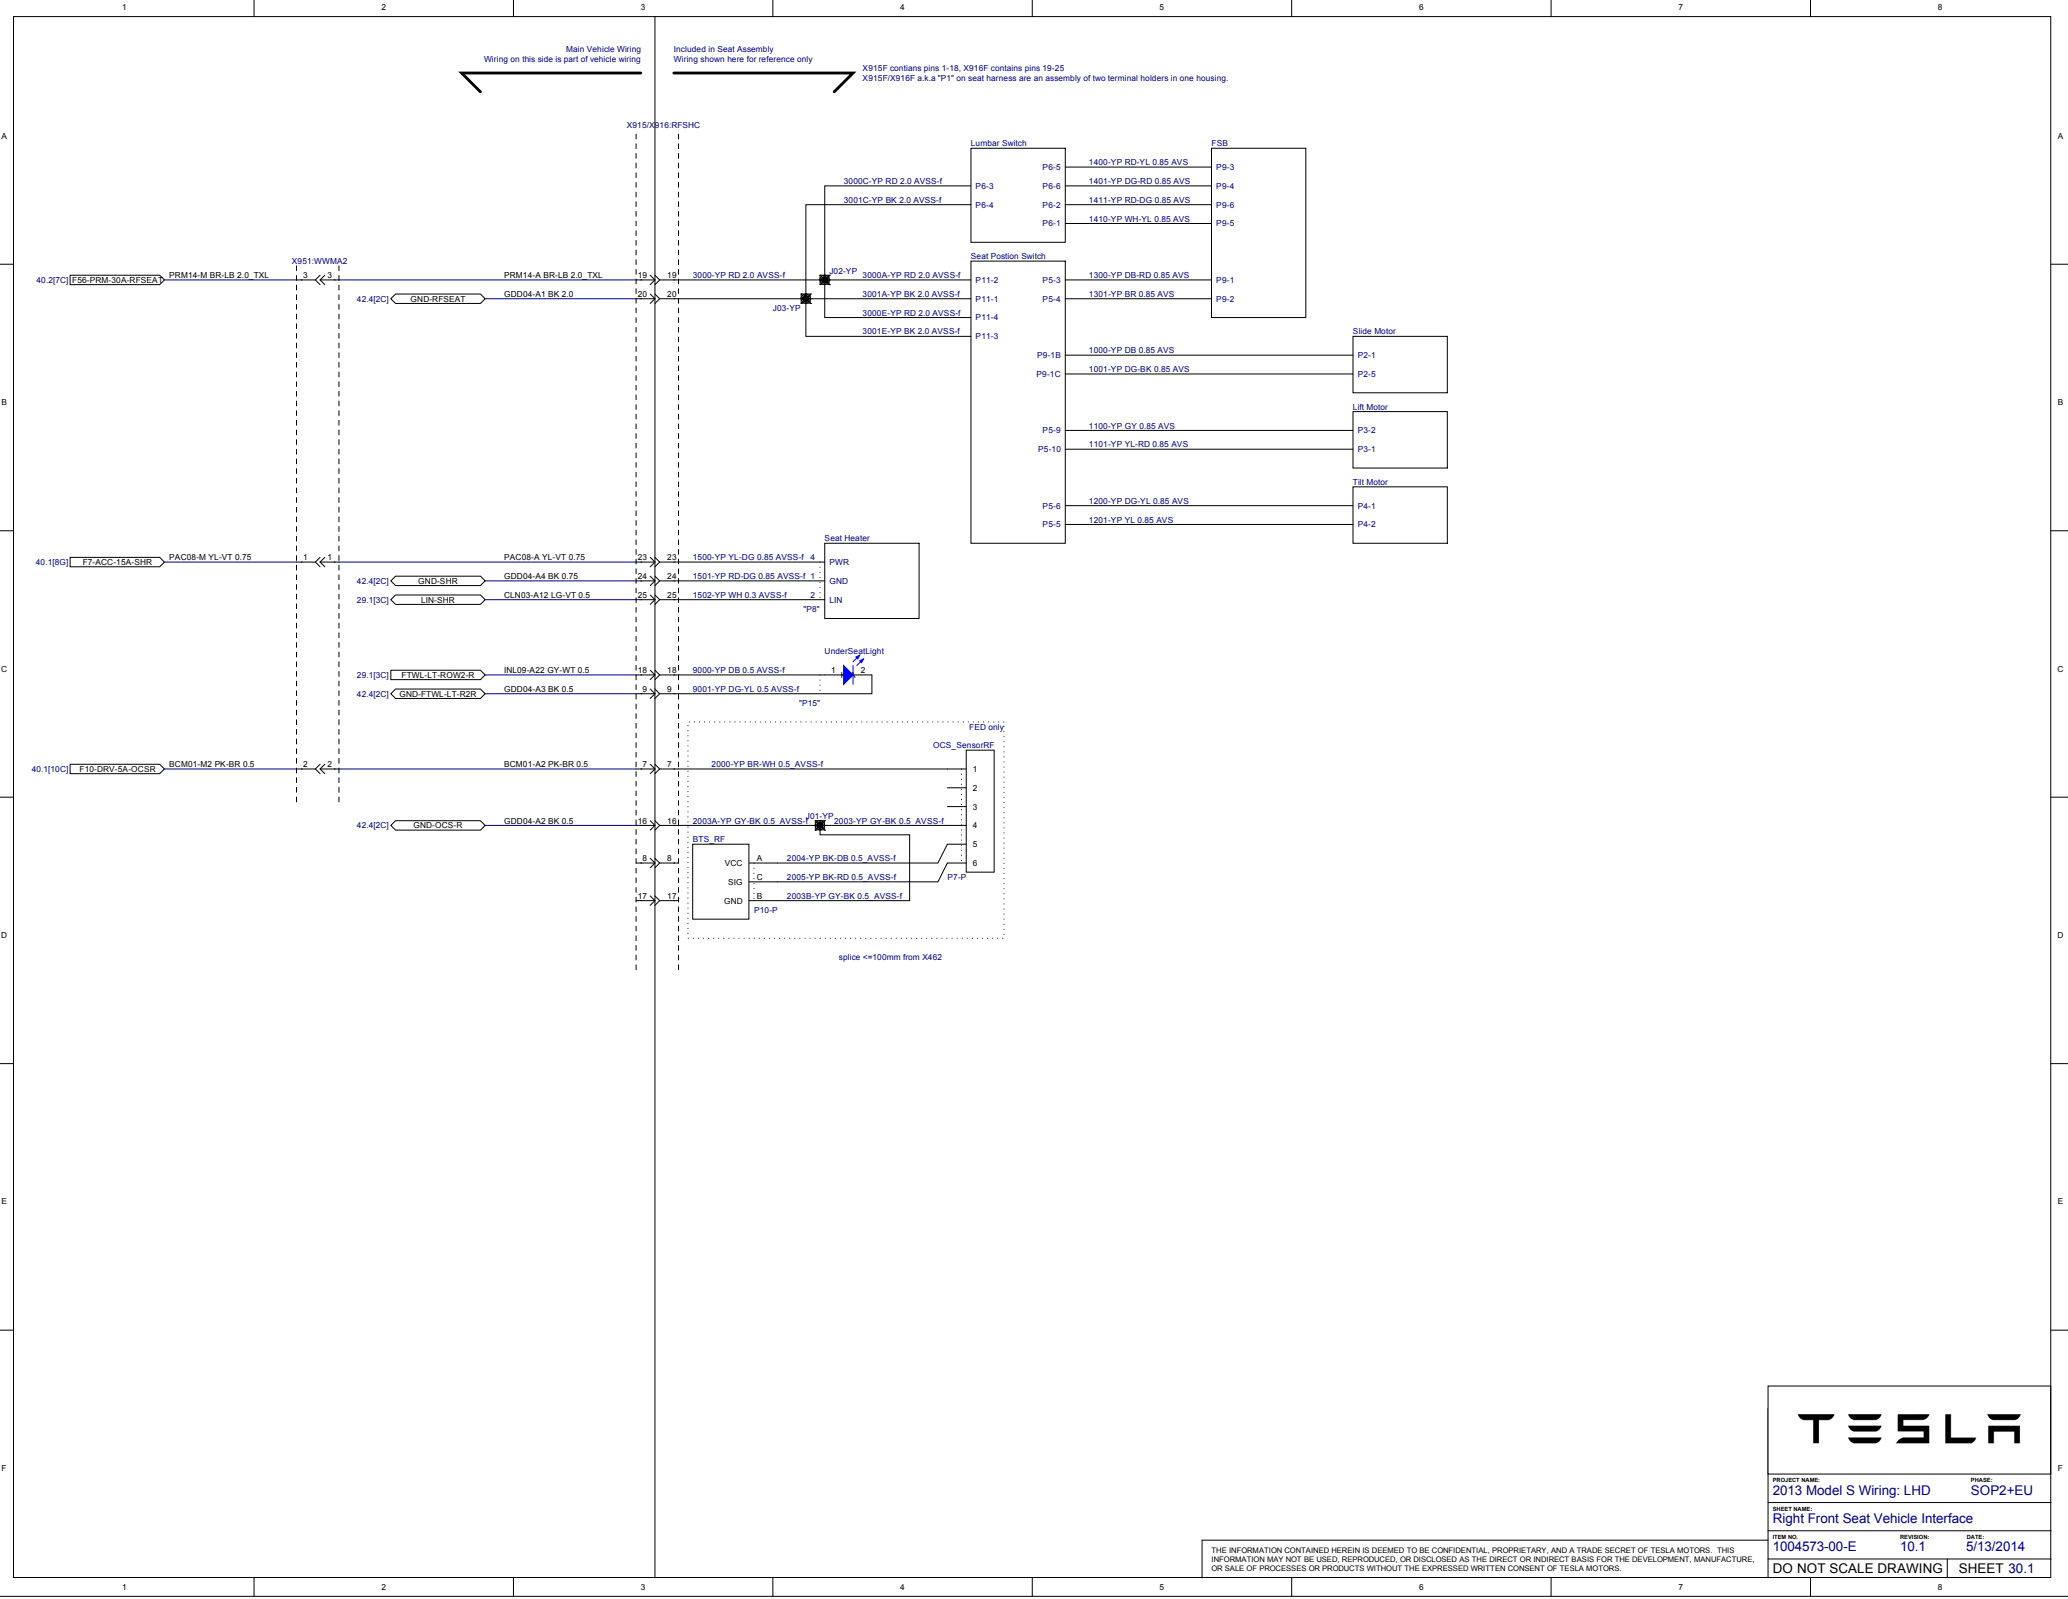 1 2 3 4 5 6 7 8
Main Vehicle Wiring
Wiring on this side is part of vehicle wiring
Included in Seat Assembly
Wiring shown here for reference only
X915F contians pins 1-18, X916F contains pins 19-25
X915F/X916F a.k.a "P1" on seat harness are an assembly of two terminal holders in one housing.
X915/X916:RFSHC
A A
Lumbar Switch FSB
P6-5 1400-YP RD-YL 0.85 AVS P9-3
3000C-YP RD 2.0 AVSS-f P6-3 P6-6 1401-YP DG-RD 0.85 AVS P9-4
3001C-YP BK 2.0 AVSS-f P6-4 P6-2 1411-YP RD-DG 0.85 AVS P9-6
P6-1 1410-YP WH-YL 0.85 AVS P9-5
X951:WWMA2
Seat Postion Switch
J02-YP
40.2[7C] F56-PRM-30A-RFSEAT PRM14-M BR-LB 2.0_TXL 3 3 PRM14-A BR-LB 2.0_TXL 19 19 3000-YP RD 2.0 AVSS-f 3000A-YP RD 2.0 AVSS-f P11-2 P5-3 1300-YP DB-RD 0.85 AVS P9-1
42.4[2C] GND-RFSEAT GDD04-A1 BK 2.0 20 20 3001A-YP BK 2.0 AVSS-f P11-1 P5-4 1301-YP BR 0.85 AVS P9-2
J03-YP
3000E-YP RD 2.0 AVSS-f P11-4
3001E-YP BK 2.0 AVSS-f P11-3
Slide Motor
P9-1B 1000-YP DB 0.85 AVS P2-1
P9-1C 1001-YP DG-BK 0.85 AVS P2-5
B B
Lift Motor
P5-9 1100-YP GY 0.85 AVS P3-2
P5-10 1101-YP YL-RD 0.85 AVS P3-1
Tilt Motor
P5-6 1200-YP DG-YL 0.85 AVS P4-1
P5-5 1201-YP YL 0.85 AVS P4-2
Seat Heater
40.1[8G] F7-ACC-15A-SHR PAC08-M YL-VT 0.75 1 1 PAC08-A YL-VT 0.75 23 23 1500-YP YL-DG 0.85 AVSS-f 4 PWR
42.4[2C] GND-SHR GDD04-A4 BK 0.75 24 24 1501-YP RD-DG 0.85 AVSS-f 1 GND
29.1[3C] LIN-SHR CLN03-A12 LG-VT 0.5 25 25 1502-YP WH 0.3 AVSS-f 2 LIN
"P8"
UnderSeatLight
C C
29.1[3C] FTWL-LT-ROW2-R INL09-A22 GY-WT 0.5 18 18 9000-YP DB 0.5 AVSS-f 1 2
42.4[2C] GND-FTWL-LT-R2R GDD04-A3 BK 0.5 9 9 9001-YP DG-YL 0.5 AVSS-f
"P15"
FED only
OCS_SensorRF
40.1[10C] F10-DRV-5A-OCSR BCM01-M2 PK-BR 0.5 2 2 BCM01-A2 PK-BR 0.5 7 7 2000-YP BR-WH 0.5_AVSS-f 1
2
3
J01-YP
42.4[2C] GND-OCS-R GDD04-A2 BK 0.5 16 16 2003A-YP GY-BK 0.5_AVSS-f 2003-YP GY-BK 0.5_AVSS-f 4
BTS_RF
5
8 8 VCC A 2004-YP BK-DB 0.5_AVSS-f 6
SIG C 2005-YP BK-RD 0.5_AVSS-f P7-P
17 17 GND B 2003B-YP GY-BK 0.5_AVSS-f
P10-P
D D
splice <=100mm from X462
E E
F F
TESLA
PROJECT NAME: PHASE:
2013 Model S Wiring: LHD SOP2+EU
SHEET NAME:
Right Front Seat Vehicle Interface
ITEM NO. REVISION: DATE:
1004573-00-E 10.1 5/13/2014
DO NOT SCALE DRAWING SHEET 30.1
THE INFORMATION CONTAINED HEREIN IS DEEMED TO BE CONFIDENTIAL, PROPRIETARY, AND A TRADE SECRET OF TESLA MOTORS. THIS
INFORMATION MAY NOT BE USED, REPRODUCED, OR DISCLOSED AS THE DIRECT OR INDIRECT BASIS FOR THE DEVELOPMENT, MANUFACTURE,
OR SALE OF PROCESSES OR PRODUCTS WITHOUT THE EXPRESSED WRITTEN CONSENT OF TESLA MOTORS.
1 2 3 4 5 6 7 8